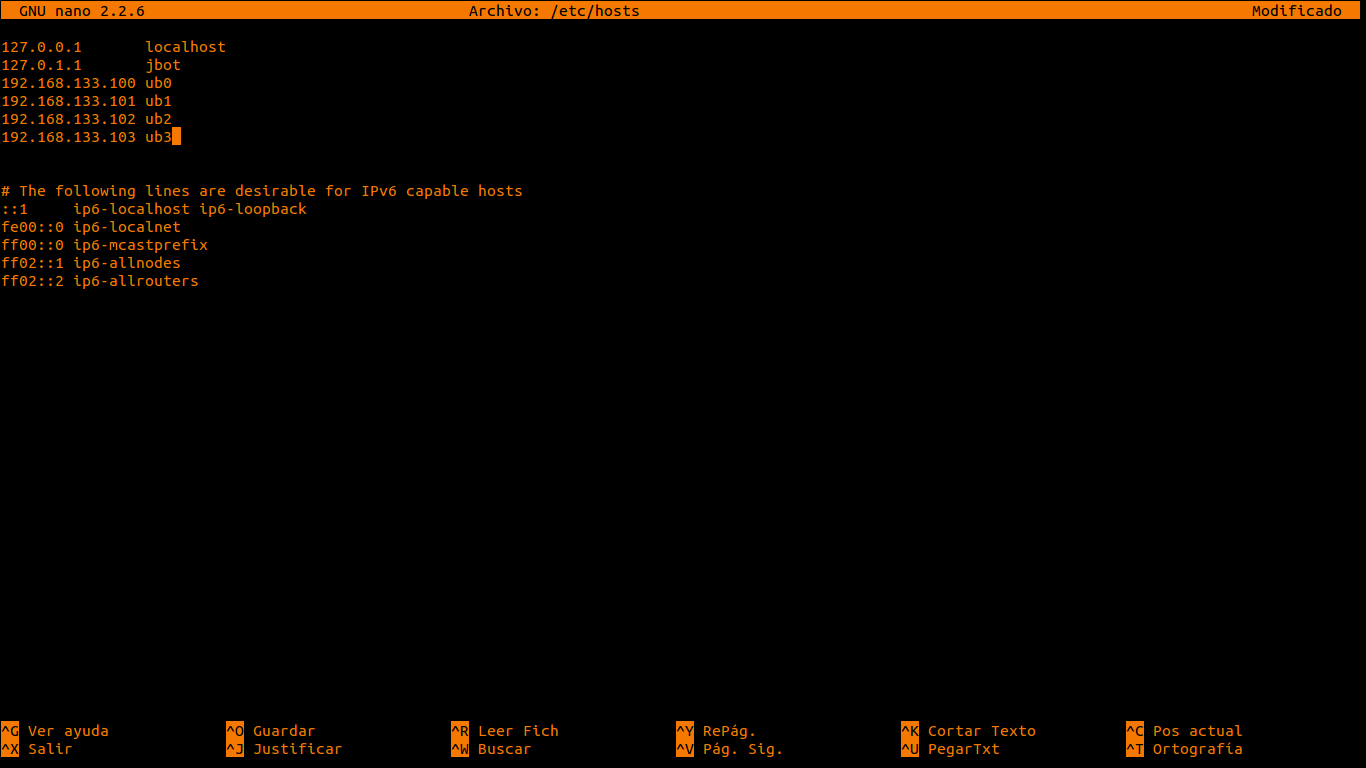 GNU nano 2.2.6 Archivo: /etc/hosts Modificado
127.0.0.1 localhost
127.0.1.1 jbot
192.168.133.100 ub0
192.168.133.101 ub1
192.168.133.102 ub2
192.168.133.103 ub3
# The following lines are desirable for IPv6 capable hosts
::1 ip6-localhost ip6-loopback
fe00::0 ip6-localnet
ff00::0 ip6-mcastprefix
ff02::1 ip6-allnodes
ff02::2 ip6-allrouters
^G Ver ayuda ^O Guardar ^R Leer Fich ^Y RePág. ^K Cortar Texto ^C Pos actual
^X Salir ^J Justificar ^W Buscar ^V Pág. Sig. ^U PegarTxt ^T Ortografía